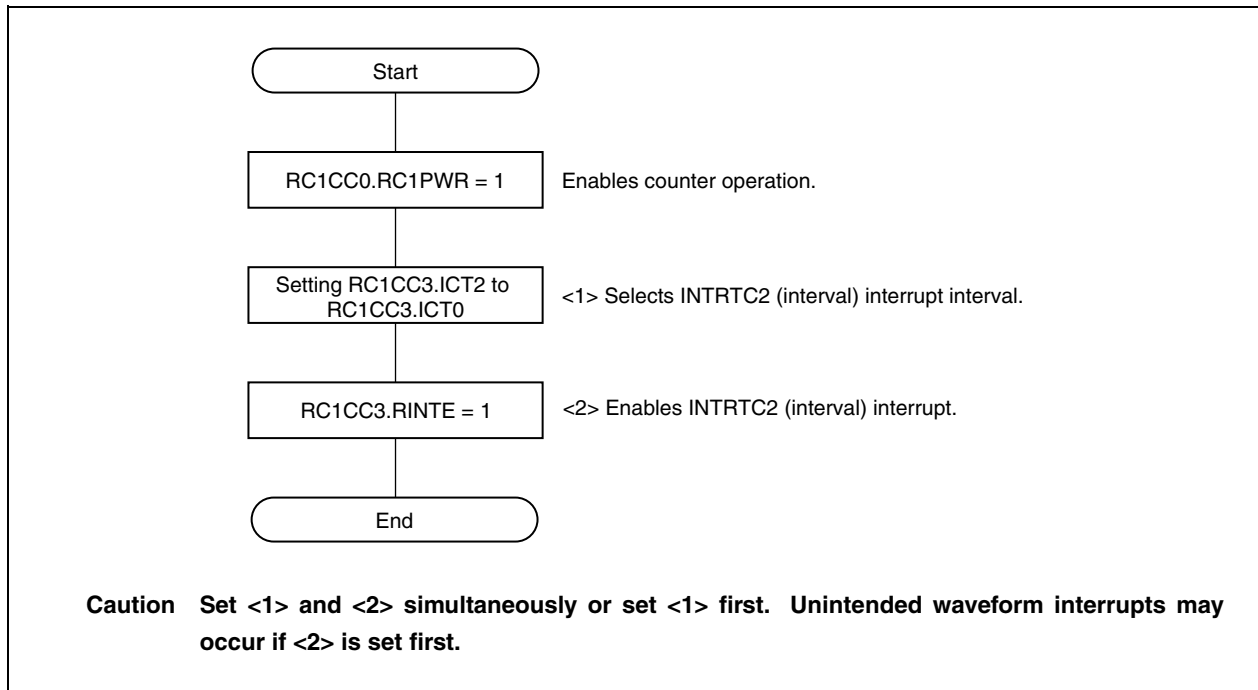 Start
RC1CC0.RC1PWR = 1
Enables counter operation.
Setting RC1CC3.ICT2 to
RC1CC3.ICT0
<1> Selects INTRTC2 (interval) interrupt interval.
RC1CC3.RINTE = 1
<2> Enables INTRTC2 (interval) interrupt.
End
Caution Set <1> and <2> simultaneously or set <1> first. Unintended waveform interrupts may
occur if <2> is set first.